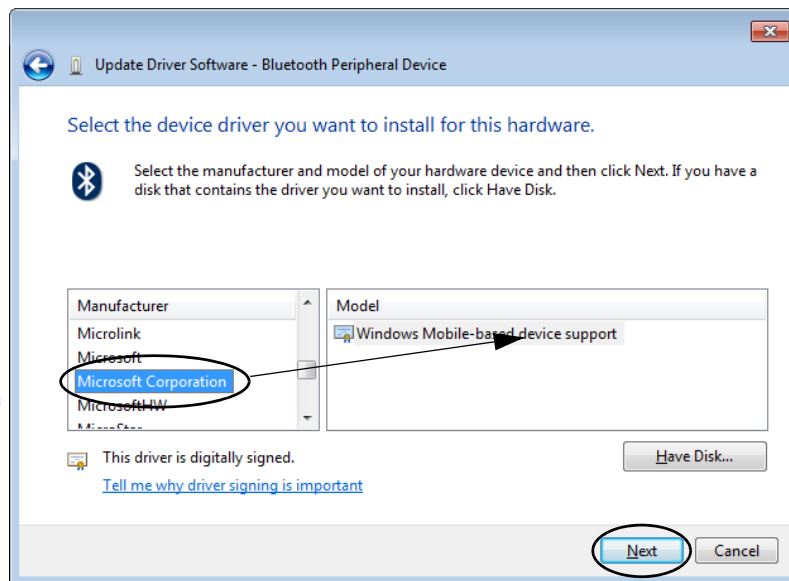 Update Driver Software - Bluetooth Peripheral Device
Select the device driver you want to install for this hardware.
Select the manufacturer and model of your hardware device and then click Next. If you have a
disk that contains the driver you want to install, click Have Disk.
Manufacturer
Microlink
Microsoft
Microsoft Corporation
MicrosoftHW
MicroStar
Model
Windows Mobile-based device support
This driver is digitally signed.
Tell me why driver signing is important
Have Disk...
Next
Cancel